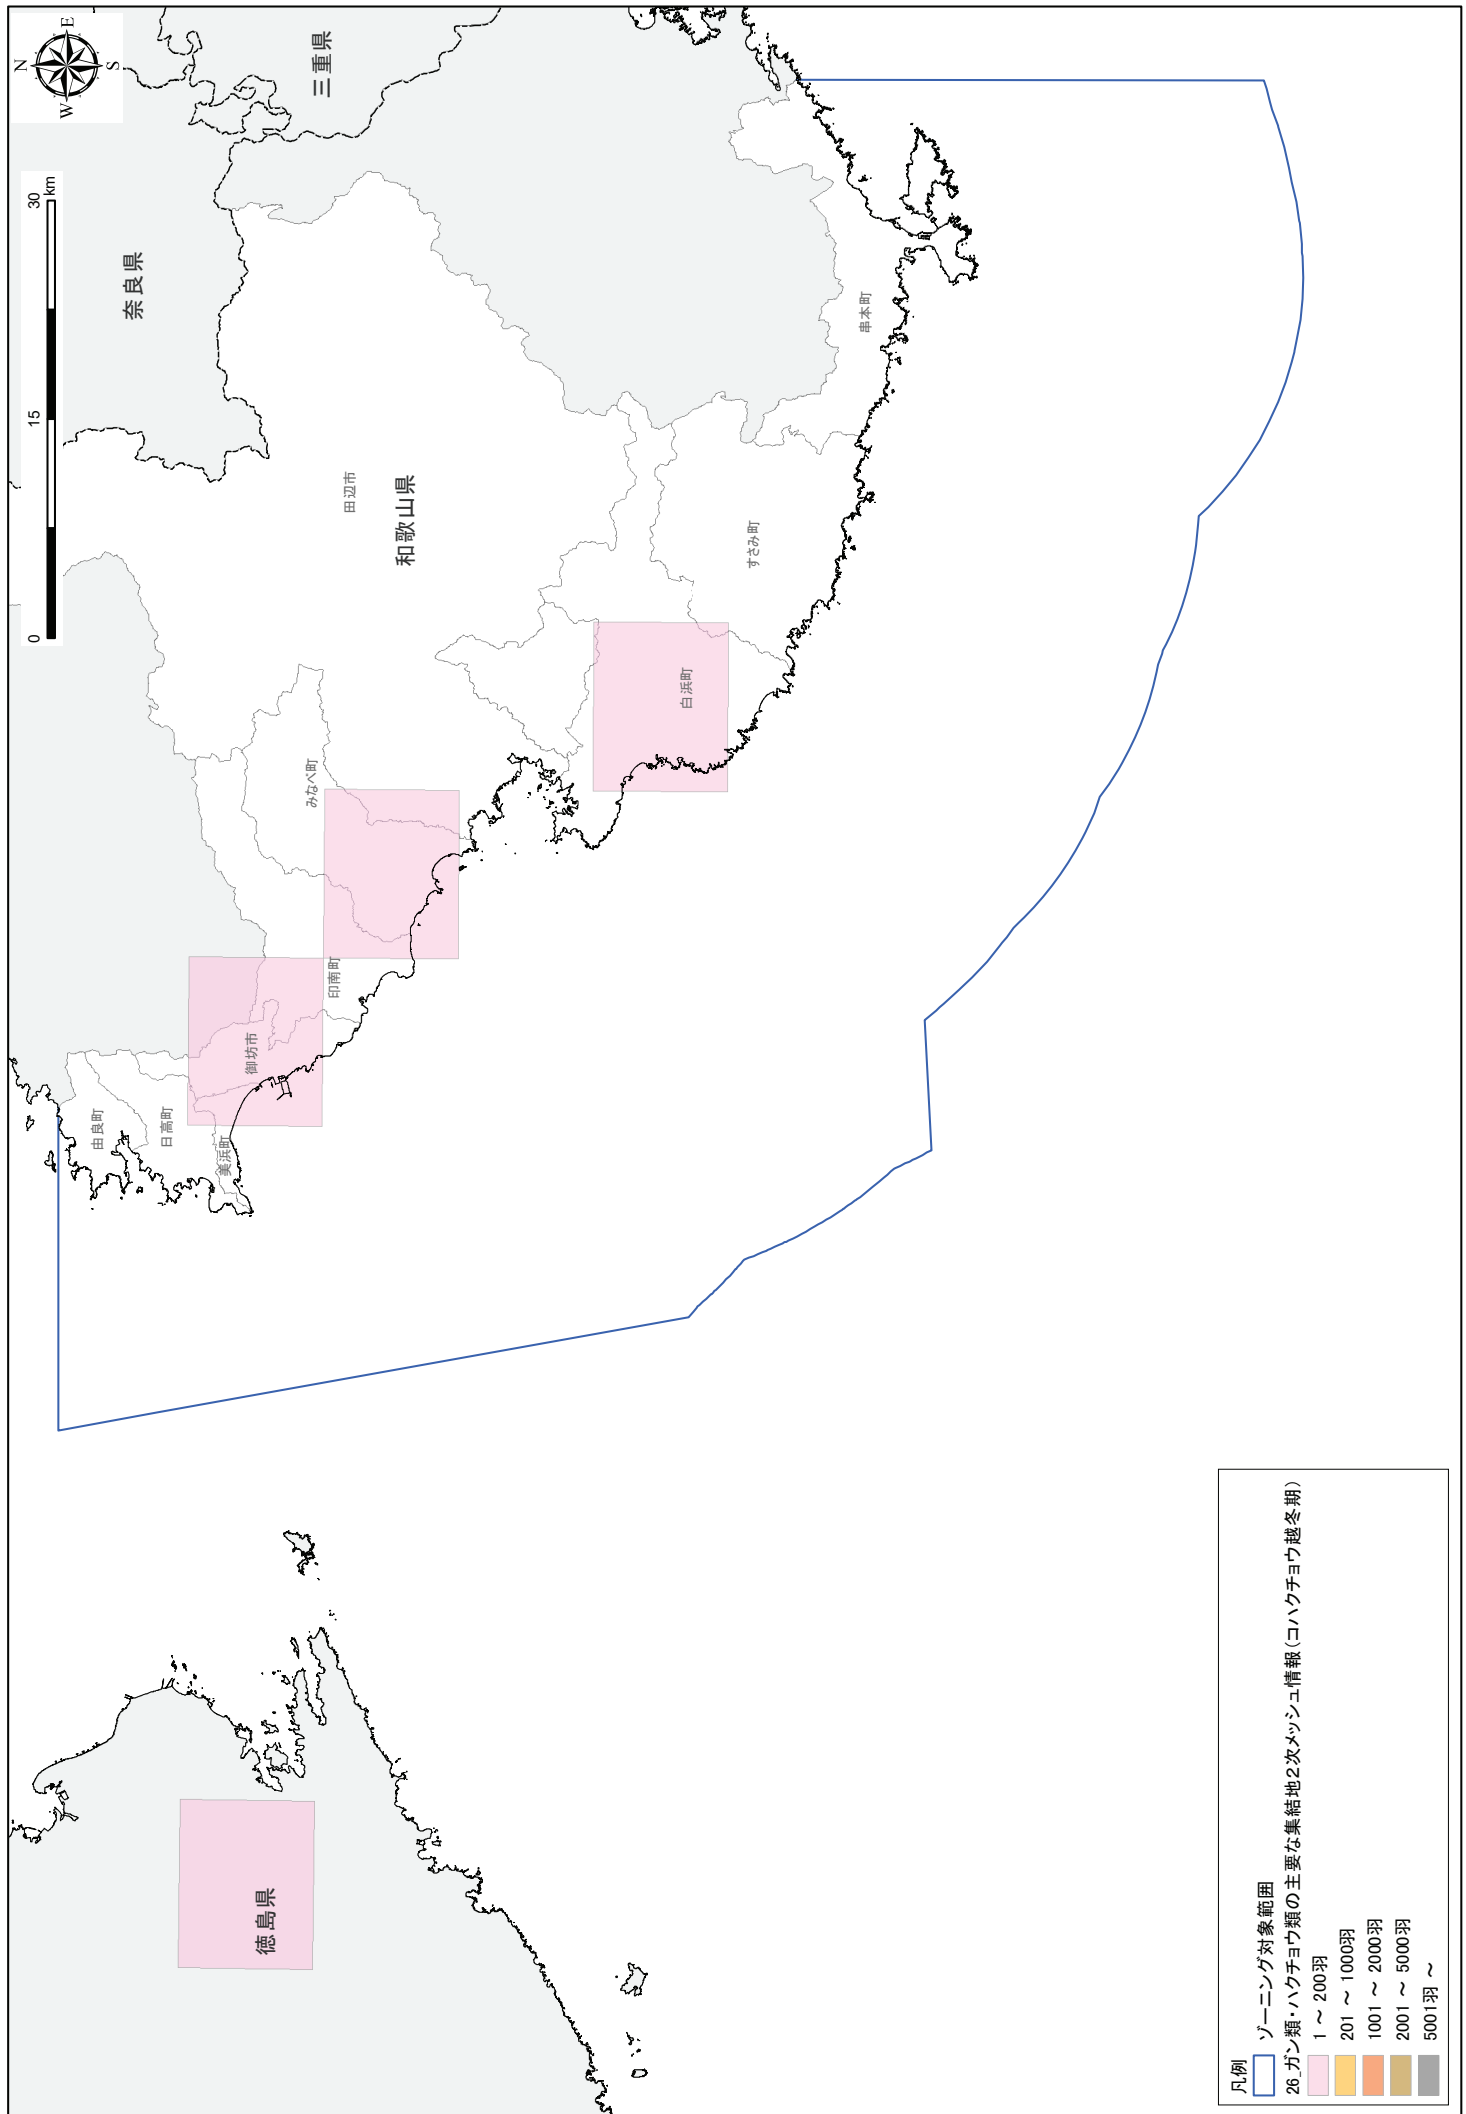 N
W
E
S
0
15
30
km
奈良県
三重県
和歌山県
田辺市
みなべ町
由良町
日高町
美浜町
御坊市
印南町
白浜町
すさみ町
串本町
徳島県
凡例
ゾーニング対象範囲
26_ガン類・ハクチョウ類の主要な集結地2次メッシュ情報(コハクチョウ越冬期)
1 ～ 200羽
201 ～ 1000羽
1001 ～ 2000羽
2001 ～ 5000羽
5001羽 ～